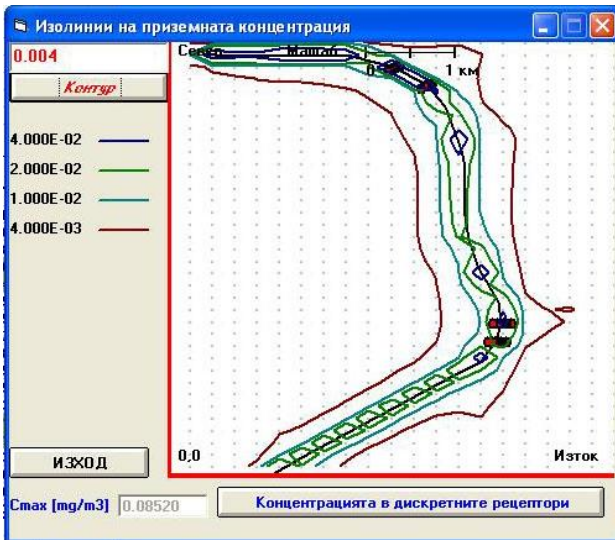 Изолинии на приземната концентрация
0.004
Контур
Север
Мащаб
0
1 км
4.000E-02
2.000E-02
1.000E-02
4.000E-03
ИЗХОД
0,0
Изток
Cmax [mg/m3] 0.08520
Концентрацията в дискретните рецептори